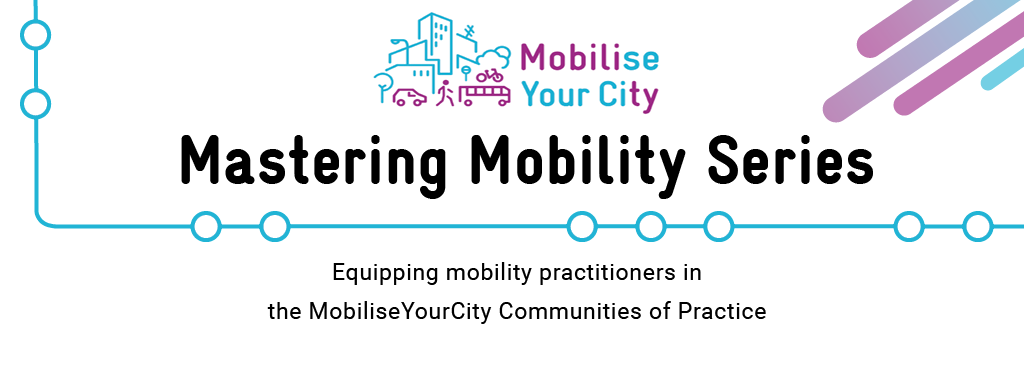 Mobilise
Your City
Mastering Mobility Series
Equipping mobility practitioners in
the MobiliseYourCity Communities of Practice